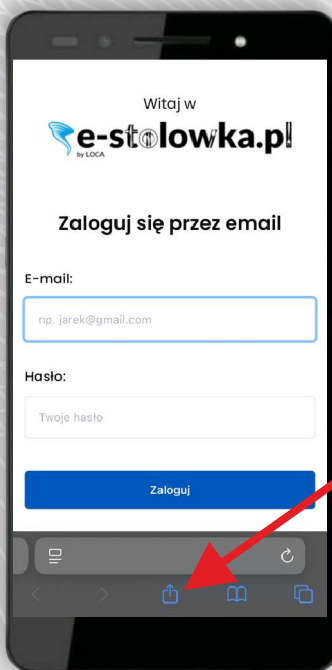 Witaj w
e-stolowka.pl
by LOCA
Zaloguj się przez email
E-mail:
np. jarek@gmail.com
Hasło:
Twoje hasło
Zaloguj